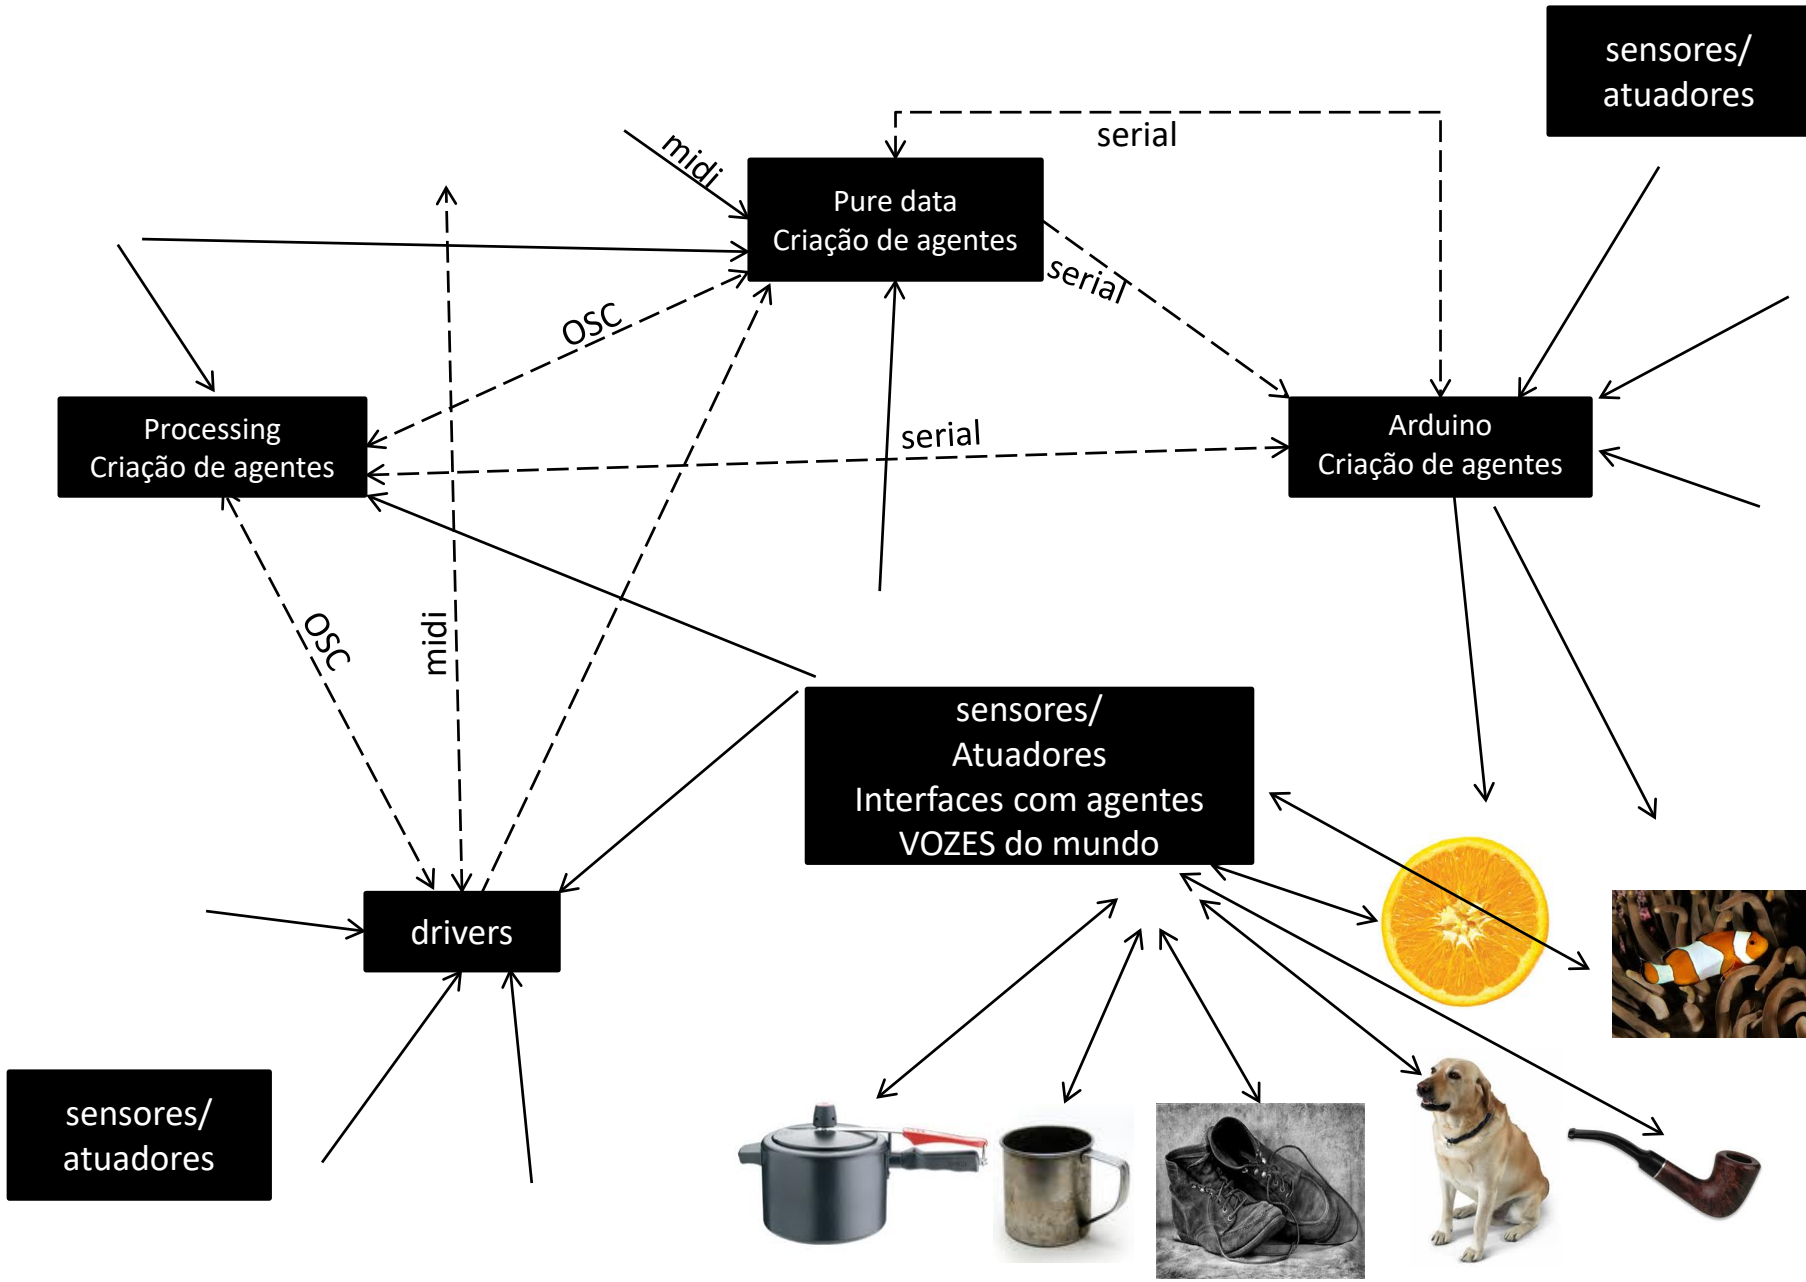 sensores/
atuadores
serial
midi
Pure data
Criação de agentes
serial
OSC
Processing
Criação de agentes
serial
Arduino
Criação de agentes
OSC
midi
sensores/
Atuadores
Interfaces com agentes
VOZES do mundo
drivers
sensores/
atuadores